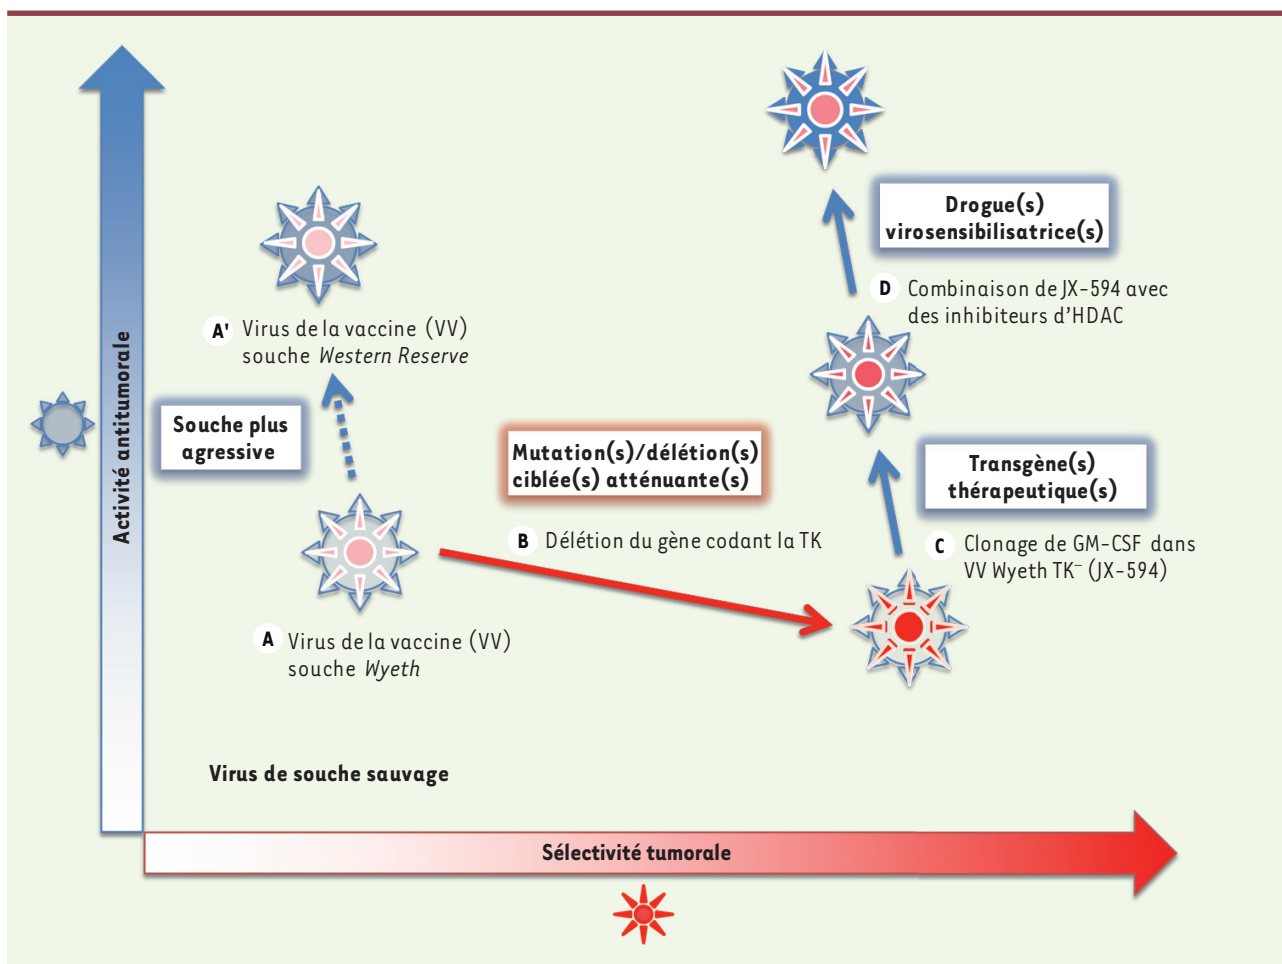 Activité antitumorale
A' Virus de la vaccine (VV)
souche Western Reserve
Souche plus
agressive
A Virus de la vaccine (VV)
souche Wyeth
Mutation(s)/délétion(s)
ciblée(s) atténuante(s)
B Délétion du gène codant la TK
Drogue(s)
virosensibilisatrice(s)
D Combinaison de JX-594 avec
des inhibiteurs d’HDAC
Transgène(s)
thérapeutique(s)
C Clonage de GM-CSF dans
VV Wyeth TK⁻ (JX-594)
Virus de souche sauvage
Sélectivité tumorale